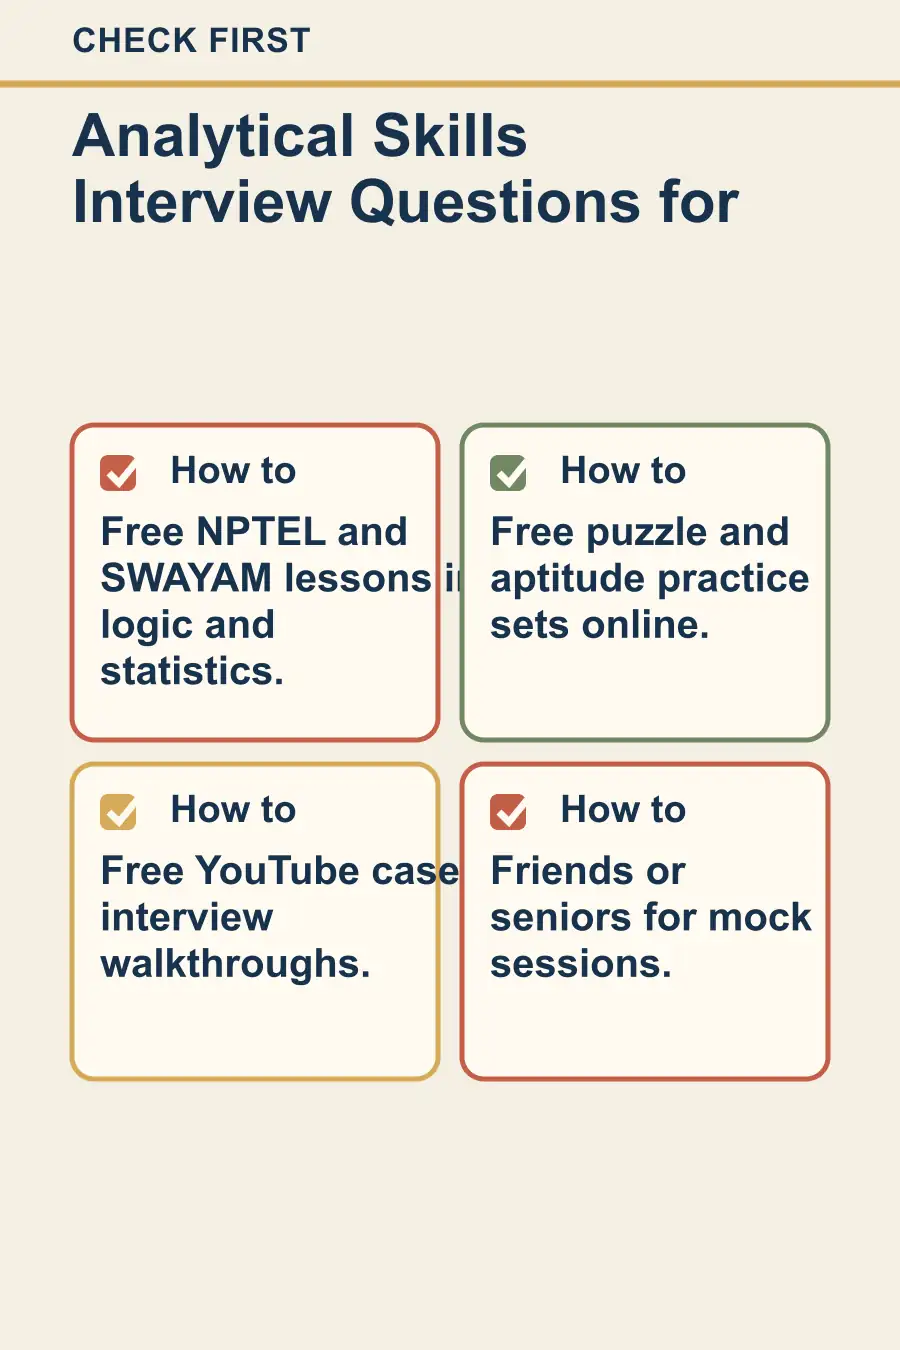 CHECK FIRST
Analytical Skills
Interview Questions for
How to
Free NPTEL and
SWAYAM lessons
logic and
statistics.
How to
Free puzzle and
aptitude practice
sets online.
How to
Free YouTube case
interview
walkthroughs.
How to
Friends or
seniors for mock
sessions.